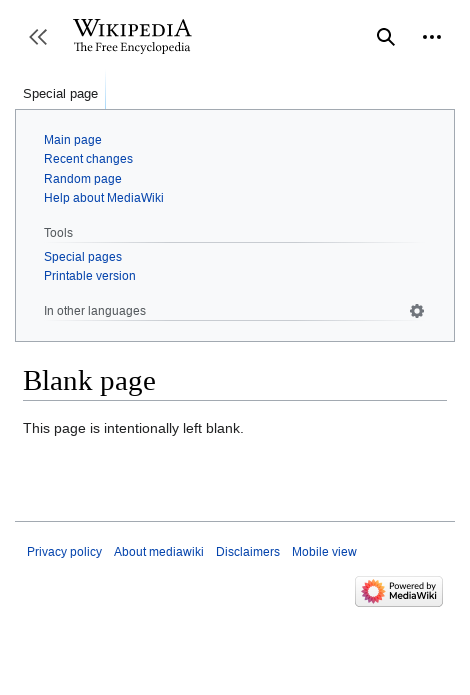 WIKIPEDIA
The Free Encyclopedia
Special page
Main page
Recent changes
Random page
Help about MediaWiki
Tools
Special pages
Printable version
In other languages
Blank page
This page is intentionally left blank.
Privacy policy About mediawiki Disclaimers Mobile view
Powered by
MediaWiki